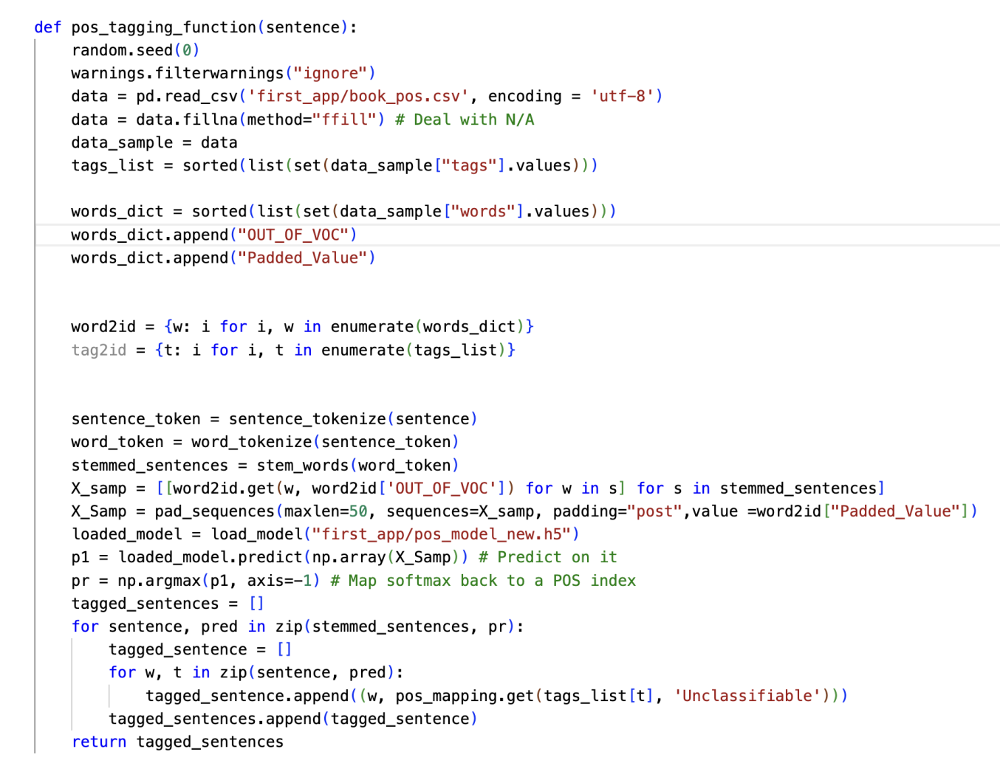 def pos_tagging_function(sentence):
    random.seed(0)
    warnings.filterwarnings("ignore")
    data = pd.read_csv('first_app/book_pos.csv', encoding = 'utf-8')
    data = data.fillna(method="ffill") # Deal with N/A
    data_sample = data
    tags_list = sorted(list(set(data_sample["tags"].values)))
    words_dict = sorted(list(set(data_sample["words"].values)))
    words_dict.append("OUT_OF_VOC")
    words_dict.append("Padded_Value")
    word2id = {w: i for i, w in enumerate(words_dict)}
    tag2id = {t: i for i, t in enumerate(tags_list)}
    sentence_token = sentence_tokenize(sentence)
    word_token = word_tokenize(sentence_token)
    stemmed_sentences = stem_words(word_token)
    X_samp = [[word2id.get(w, word2id['OUT_OF_VOC']) for w in s] for s in stemmed_sentences]
    X_Samp = pad_sequences(maxlen=50, sequences=X_samp, padding="post",value =word2id["Padded_Value"])
    loaded_model = load_model("first_app/pos_model_new.h5")
    p1 = loaded_model.predict(np.array(X_Samp)) # Predict on it
    pr = np.argmax(p1, axis=-1) # Map softmax back to a POS index
    tagged_sentences = []
    for sentence, pred in zip(stemmed_sentences, pr):
        tagged_sentence = []
        for w, t in zip(sentence, pred):
            tagged_sentence.append((w, pos_mapping.get(tags_list[t], 'Unclassifiable')))
        tagged_sentences.append(tagged_sentence)
    return tagged_sentences